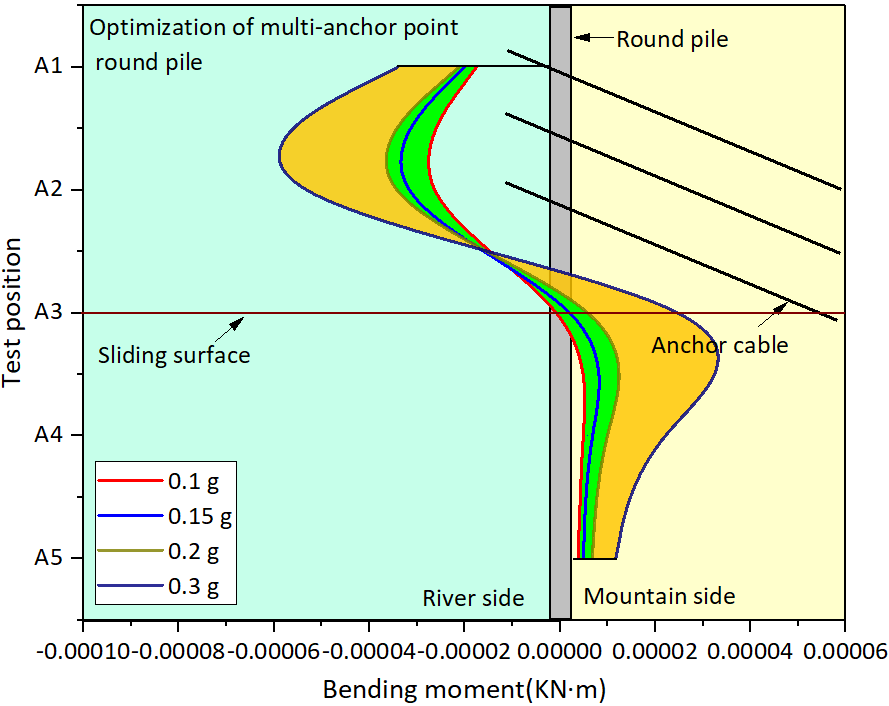 Optimization of multi-anchor point
round pile
Round pile
A1
A2
A3
A4
A5
Test position
Sliding surface
Anchor cable
0.1 g
0.15 g
0.2 g
0.3 g
River side
Mountain side
-0.00010 -0.00008 -0.00006 -0.00004 -0.00002 0.00000 0.00002 0.00004 0.00006
Bending moment(KN·m)